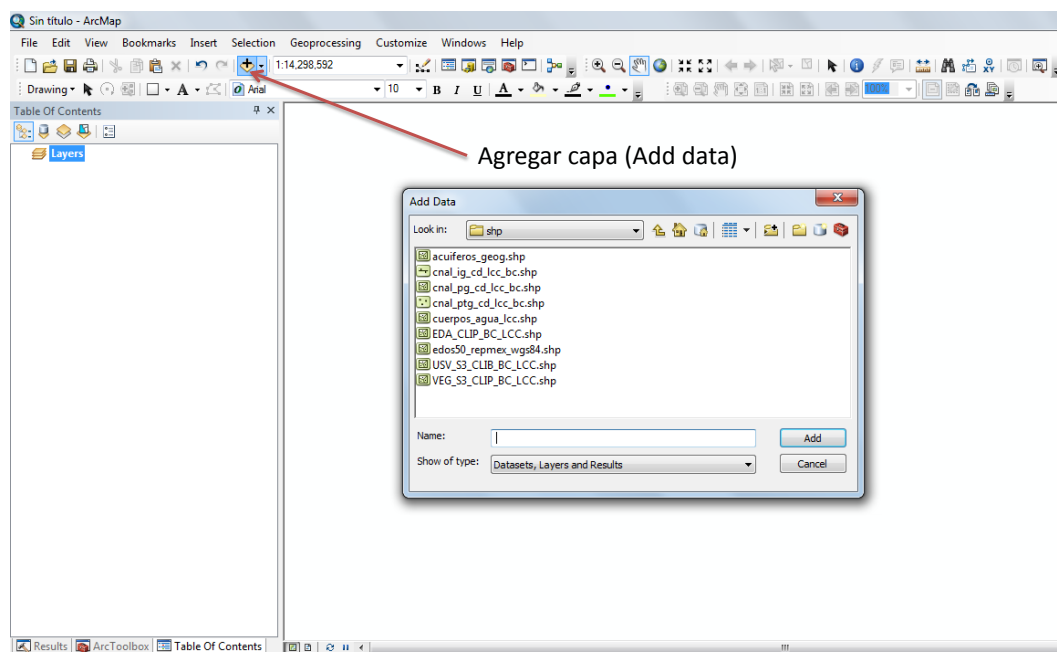 Sin título - ArcMap
File Edit View Bookmarks Insert Selection Geoprocessing Customize Windows Help
1:14,298,592
Drawing A Arial 10 B I U A 100%
Table Of Contents
Layers
Agregar capa (Add data)
Add Data
Look in: shp
acuiferos_geog.shp
cnal_ig_cd_lcc_bc.shp
cnal_pg_cd_lcc_bc.shp
cnal_ptg_cd_lcc_bc.shp
cuerpos_agua_lcc.shp
EDA_CLIP_BC_LCC.shp
edos50_repmex_wgs84.shp
USV_S3_CLIB_BC_LCC.shp
VEG_S3_CLIP_BC_LCC.shp
Name: Add
Show of type: Datasets, Layers and Results Cancel
Results ArcToolbox Table Of Contents